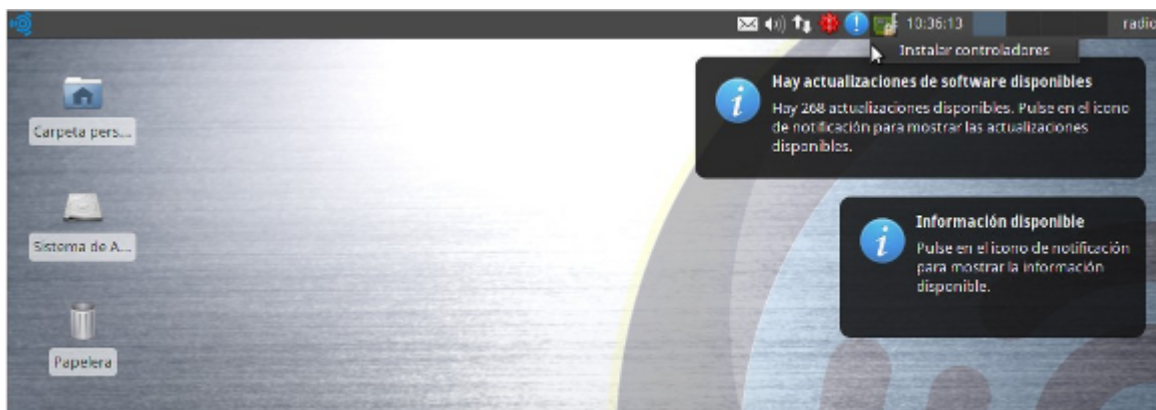 10:36:13
radio
Instalar controladores
Hay actualizaciones de software disponibles
Hay 268 actualizaciones disponibles. Pulse en el icono
de notificación para mostrar las actualizaciones
disponibles.
Carpeta pers...
Información disponible
Pulse en el icono de notificación
para mostrar la información
disponible.
Sistema de A...
Papelera